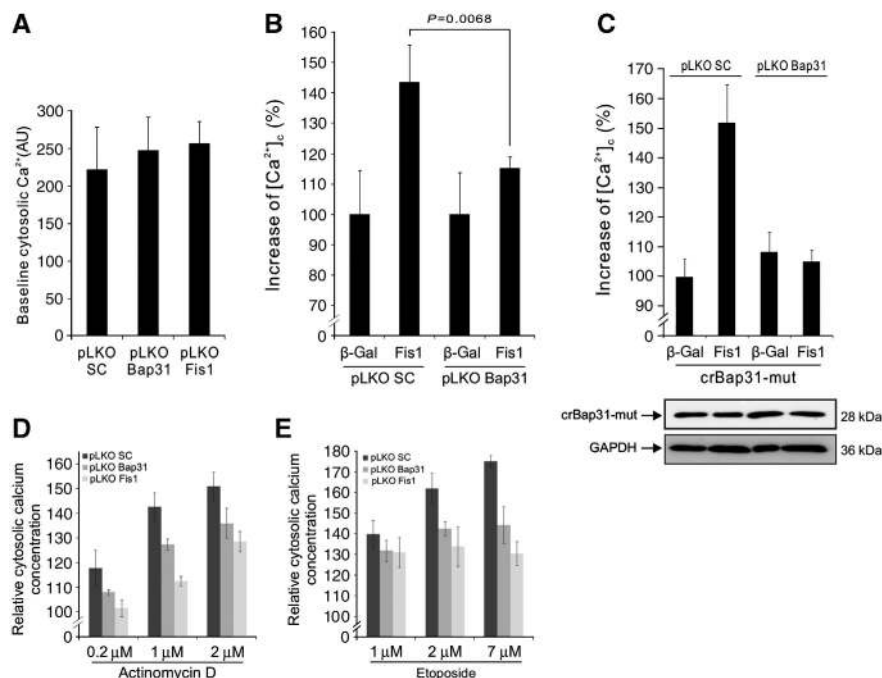 A
Baseline cytosolic Ca²⁺(AU)
300
250
200
150
100
50
0
pLKO SC
pLKO Bap31
pLKO Fis1
B
P=0.0068
Increase of [Ca²⁺]c (%)
160
150
140
130
120
110
100
90
80
70
60
0
β-Gal
Fis1
β-Gal
Fis1
pLKO SC
pLKO Bap31
C
pLKO SC
pLKO Bap31
Increase of [Ca²⁺]c (%)
170
160
150
140
130
120
110
100
90
0
β-Gal
Fis1
β-Gal
Fis1
crBap31-mut
crBap31-mut
28 kDa
GAPDH
36 kDa
D
pLKO SC
pLKO Bap31
pLKO Fis1
Relative cytosolic calcium
concentration
160
150
140
130
120
110
100
0
0.2 μM
1 μM
2 μM
Actinomycin D
E
pLKO SC
pLKO Bap31
pLKO Fis1
Relative cytosolic calcium
concentration
180
170
160
150
140
130
120
110
100
0
1 μM
2 μM
7 μM
Etoposide